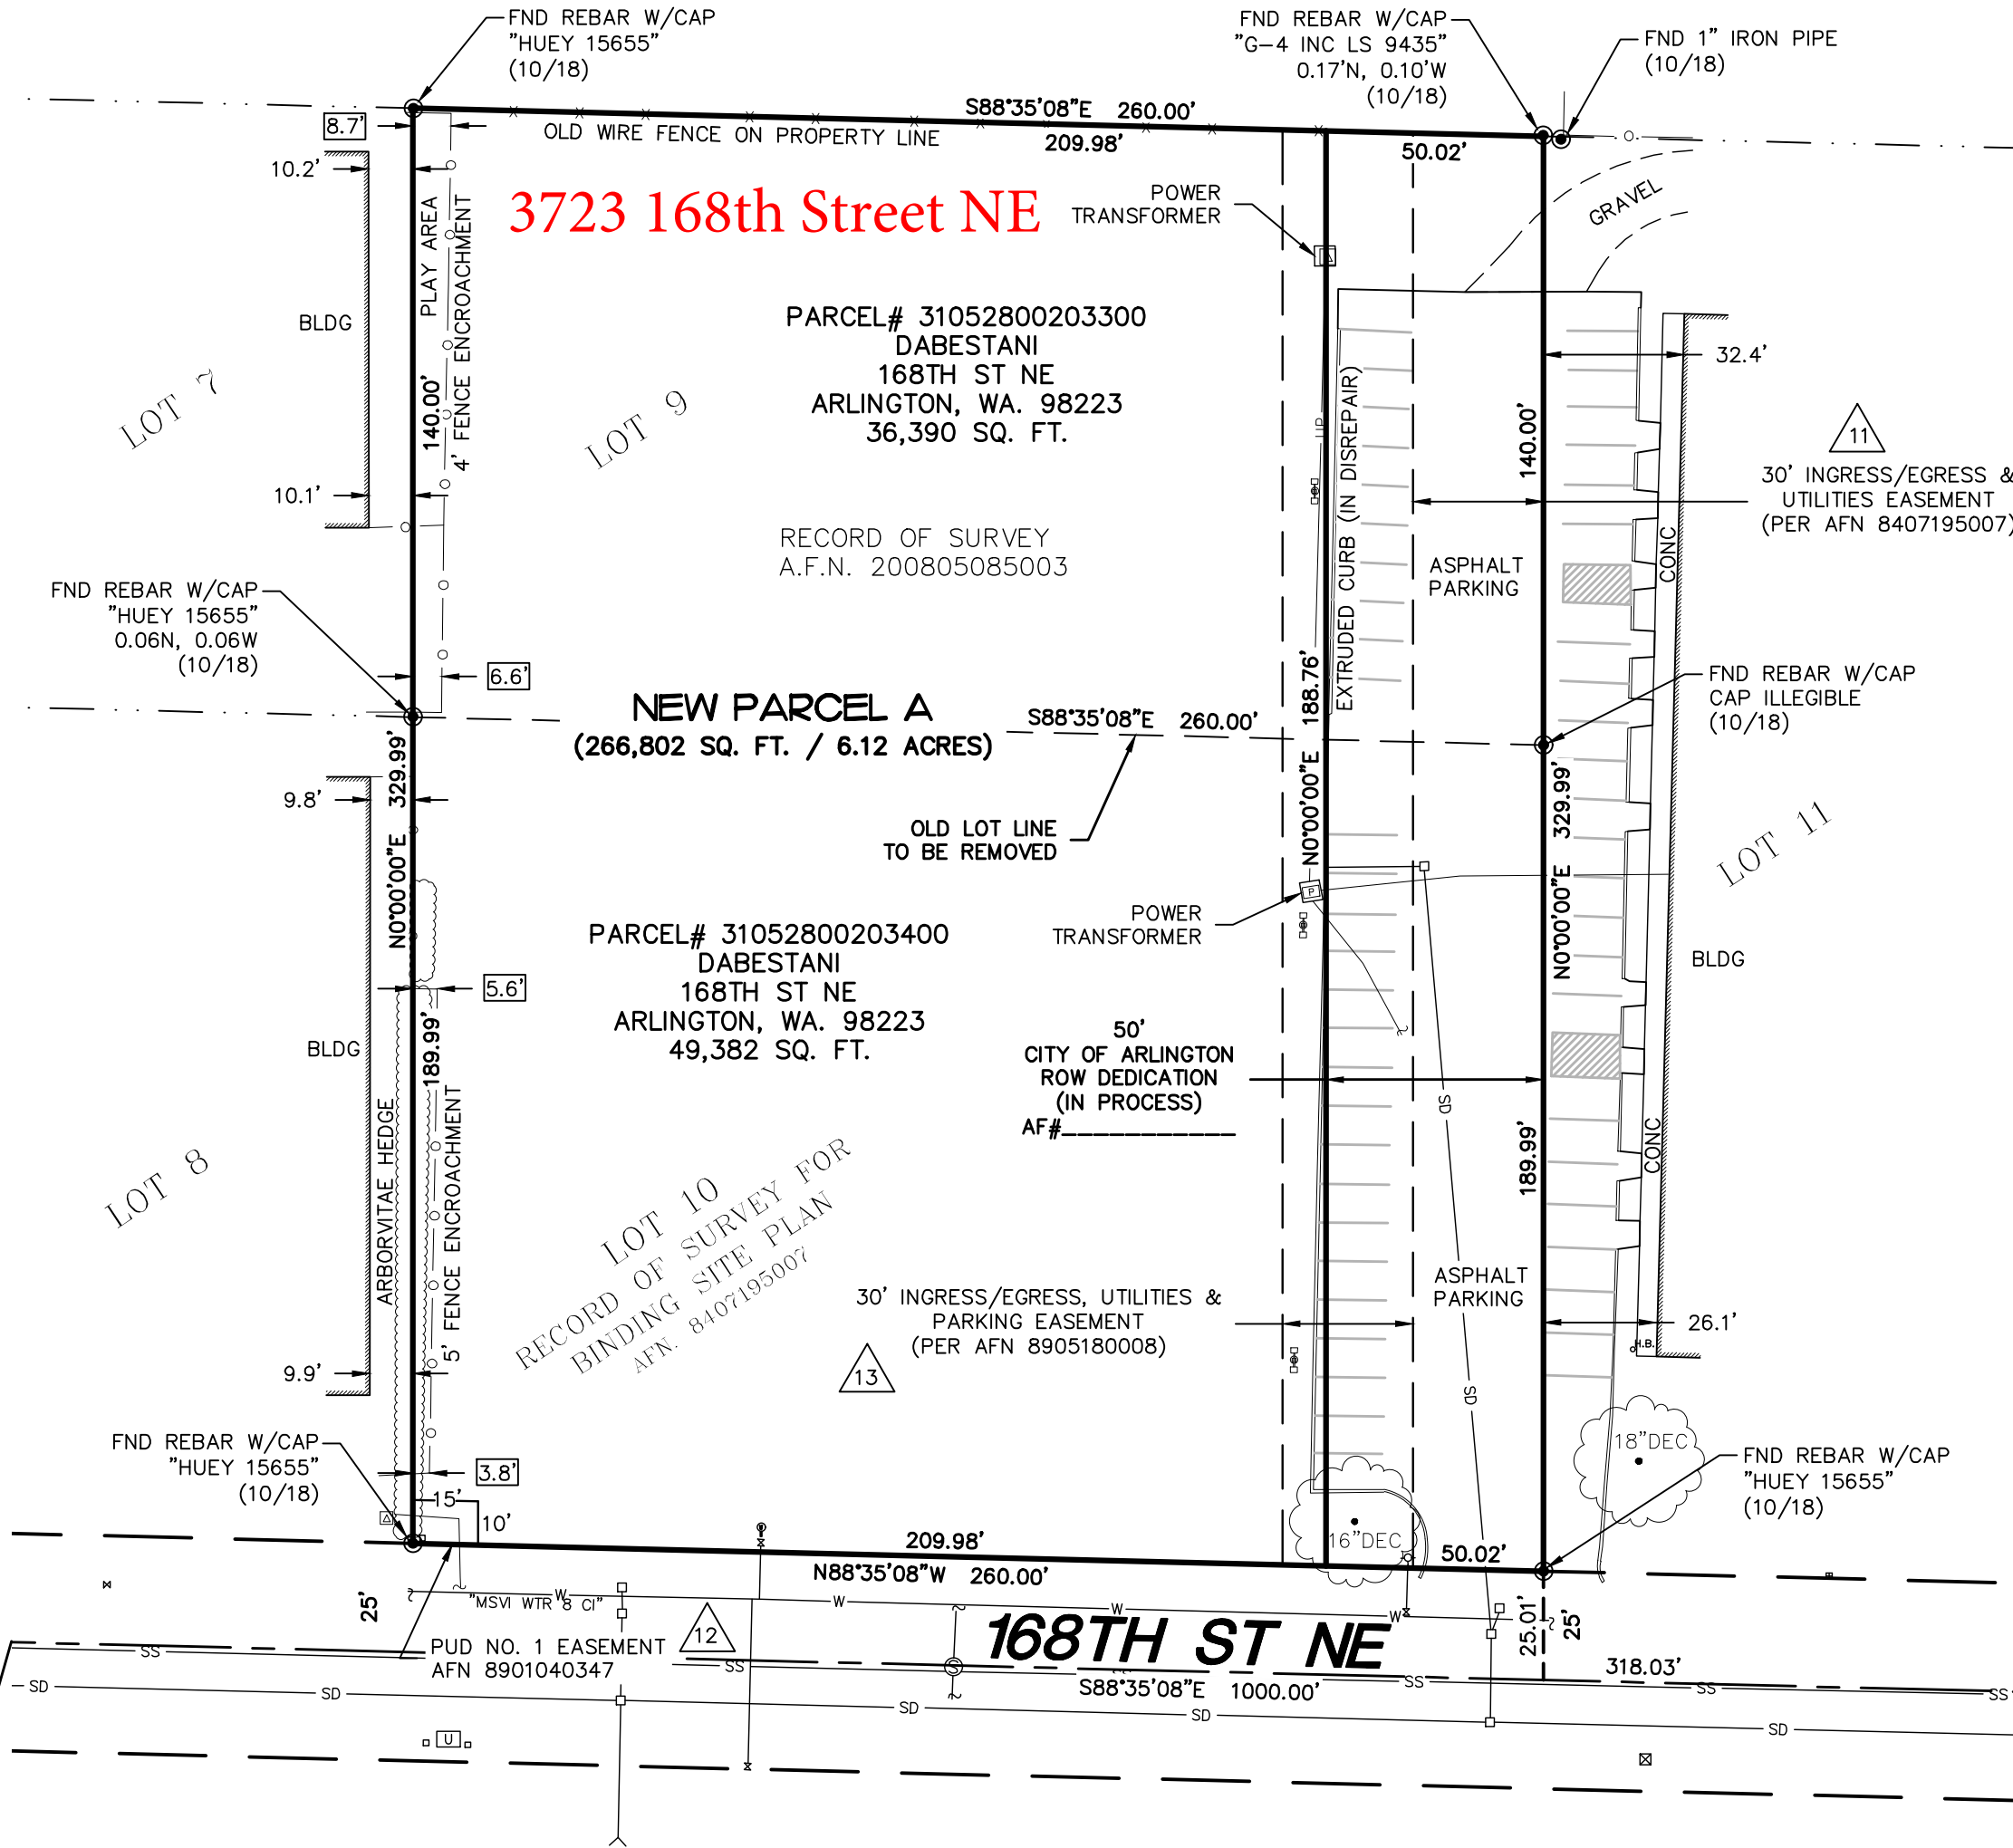 FND REBAR W/CAP
"HUEY 15655"
(10/18)
FND REBAR W/CAP
"G-4 INC LS 9435"
0.17'N, 0.10'W
(10/18)
FND 1" IRON PIPE
(10/18)
S88°35'08"E 260.00'
OLD WIRE FENCE ON PROPERTY LINE
209.98'
50.02'
8.7'
10.2'
3723 168th Street NE
POWER
TRANSFORMER
GRAVEL
PLAY AREA
4' FENCE ENCROACHMENT
140.00'
BLDG
LOT 7
LOT 9
10.1'
PARCEL# 31052800203300
DABESTANI
168TH ST NE
ARLINGTON, WA. 98223
36,390 SQ. FT.
RECORD OF SURVEY
A.F.N. 200805085003
UP
EXTRUDED CURB (IN DISREPAIR)
140.00'
32.4'
11
30' INGRESS/EGRESS &
UTILITIES EASEMENT
(PER AFN 8407195007)
ASPHALT
PARKING
CONC
FND REBAR W/CAP
"HUEY 15655"
0.06N, 0.06W
(10/18)
6.6'
NEW PARCEL A
(266,802 SQ. FT. / 6.12 ACRES)
S88°35'08"E 260.00'
N0°00'00"E 188.76'
FND REBAR W/CAP
CAP ILLEGIBLE
(10/18)
OLD LOT LINE
TO BE REMOVED
N0°00'00"E 329.99'
N0°00'00"E 329.99'
9.8'
LOT 11
BLDG
POWER
TRANSFORMER
P
PARCEL# 31052800203400
DABESTANI
168TH ST NE
ARLINGTON, WA. 98223
49,382 SQ. FT.
5.6'
BLDG
189.99'
ARBORVITAE HEDGE
5' FENCE ENCROACHMENT
50'
CITY OF ARLINGTON
ROW DEDICATION
(IN PROCESS)
AF#____________
SD
189.99'
CONC
LOT 8
LOT 10
RECORD OF SURVEY FOR
BINDING SITE PLAN
AFN. 8407195007
30' INGRESS/EGRESS, UTILITIES &
PARKING EASEMENT
(PER AFN 8905180008)
13
ASPHALT
PARKING
26.1'
H.B.
SD
9.9'
FND REBAR W/CAP
"HUEY 15655"
(10/18)
3.8'
15'
10'
16"DEC
18"DEC
FND REBAR W/CAP
"HUEY 15655"
(10/18)
209.98'
50.02'
N88°35'08"W 260.00'
25'
"MSVI WTR 8 CI"
W
W
W
W
12
PUD NO. 1 EASEMENT
AFN 8901040347
168TH ST NE
25.01'
25'
318.03'
S88°35'08"E 1000.00'
S
SS
SS
SS
SS
SS
SD
SD
SD
SD
SD
U